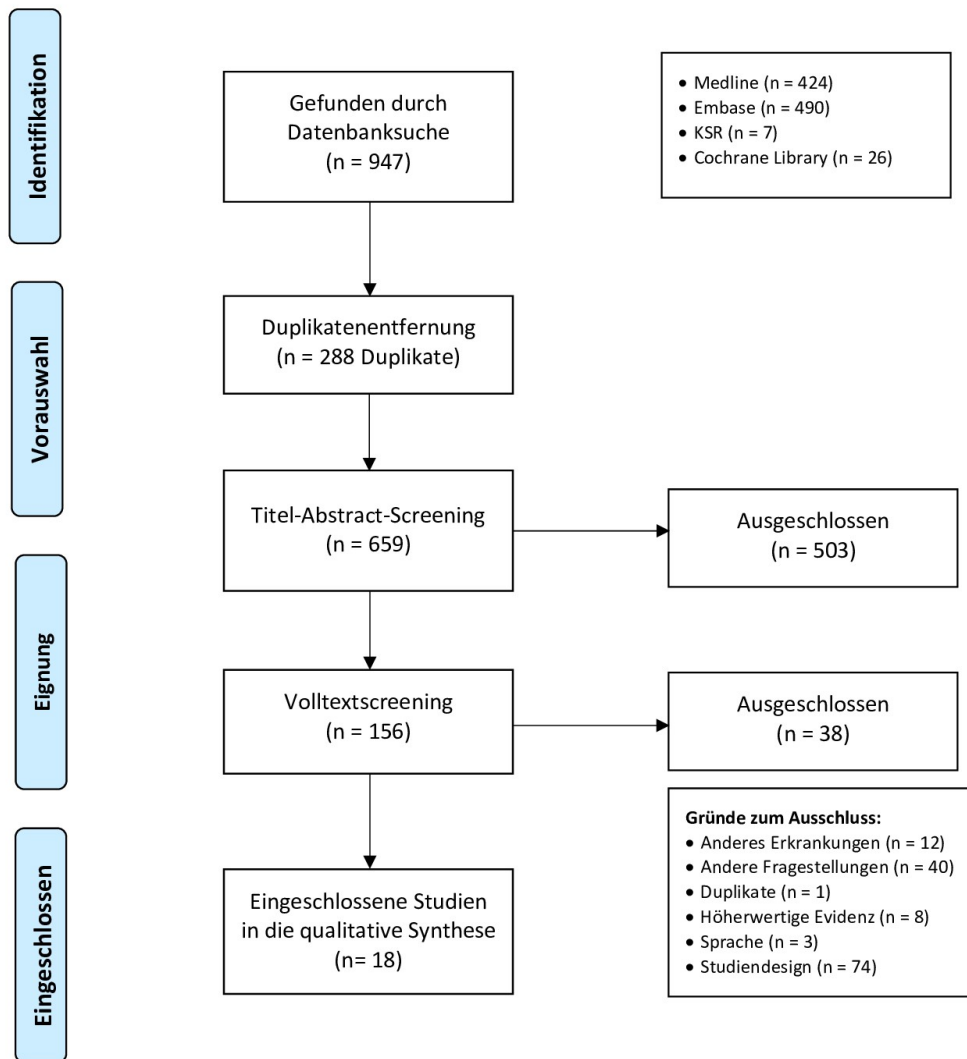 Identifikation
Gefunden durch
Datenbanksuche
(n = 947)
• Medline (n = 424)
• Embase (n = 490)
• KSR (n = 7)
• Cochrane Library (n = 26)
Vorauswahl
Duplikatenentfernung
(n = 288 Duplikate)
Titel-Abstract-Screening
(n = 659)
Ausgeschlossen
(n = 503)
Eignung
Volltextscreening
(n = 156)
Ausgeschlossen
(n = 38)
Gründe zum Ausschluss:
• Anderes Erkrankungen (n = 12)
• Andere Fragestellungen (n = 40)
• Duplikate (n = 1)
• Höherwertige Evidenz (n = 8)
• Sprache (n = 3)
• Studiendesign (n = 74)
Eingeschlossen
Eingeschlossene Studien
in die qualitative Synthese
(n= 18)